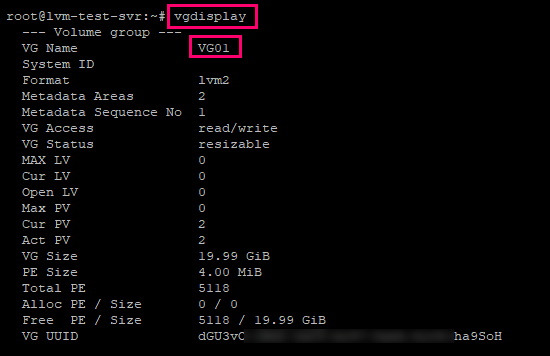 root@lvm-test-svr:~# vgdisplay
--- Volume group ---
VG Name VG01
System ID
Format lvm2
Metadata Areas 2
Metadata Sequence No 1
VG Access read/write
VG Status resizable
MAX LV 0
Cur LV 0
Open LV 0
Max PV 0
Cur PV 2
Act PV 2
VG Size 19.99 GiB
PE Size 4.00 MiB
Total PE 5118
Alloc PE / Size 0 / 0
Free PE / Size 5118 / 19.99 GiB
VG UUID dGU3vC ha9SoH